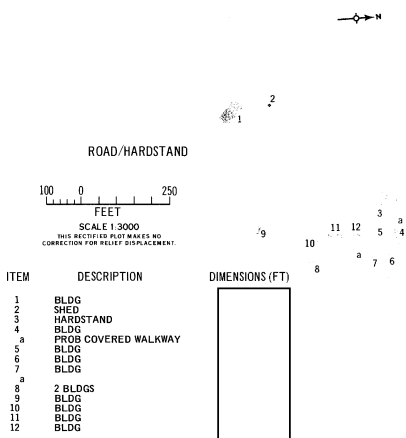 N
2
1
ROAD/HARDSTAND
100 0 250
FEET
SCALE 1:3000
THIS RECTIFIED PLOT MAKES NO
CORRECTION FOR RELIEF DISPLACEMENT.
3
a
9
11 12 5 4
10
a
7 6
8
ITEM DESCRIPTION DIMENSIONS (FT)
1 BLDG
2 SHED
3 HARDSTAND
4 BLDG
a PROB COVERED WALKWAY
5 BLDG
6 BLDG
7 BLDG
a
8 2 BLDGS
9 BLDG
10 BLDG
11 BLDG
12 BLDG